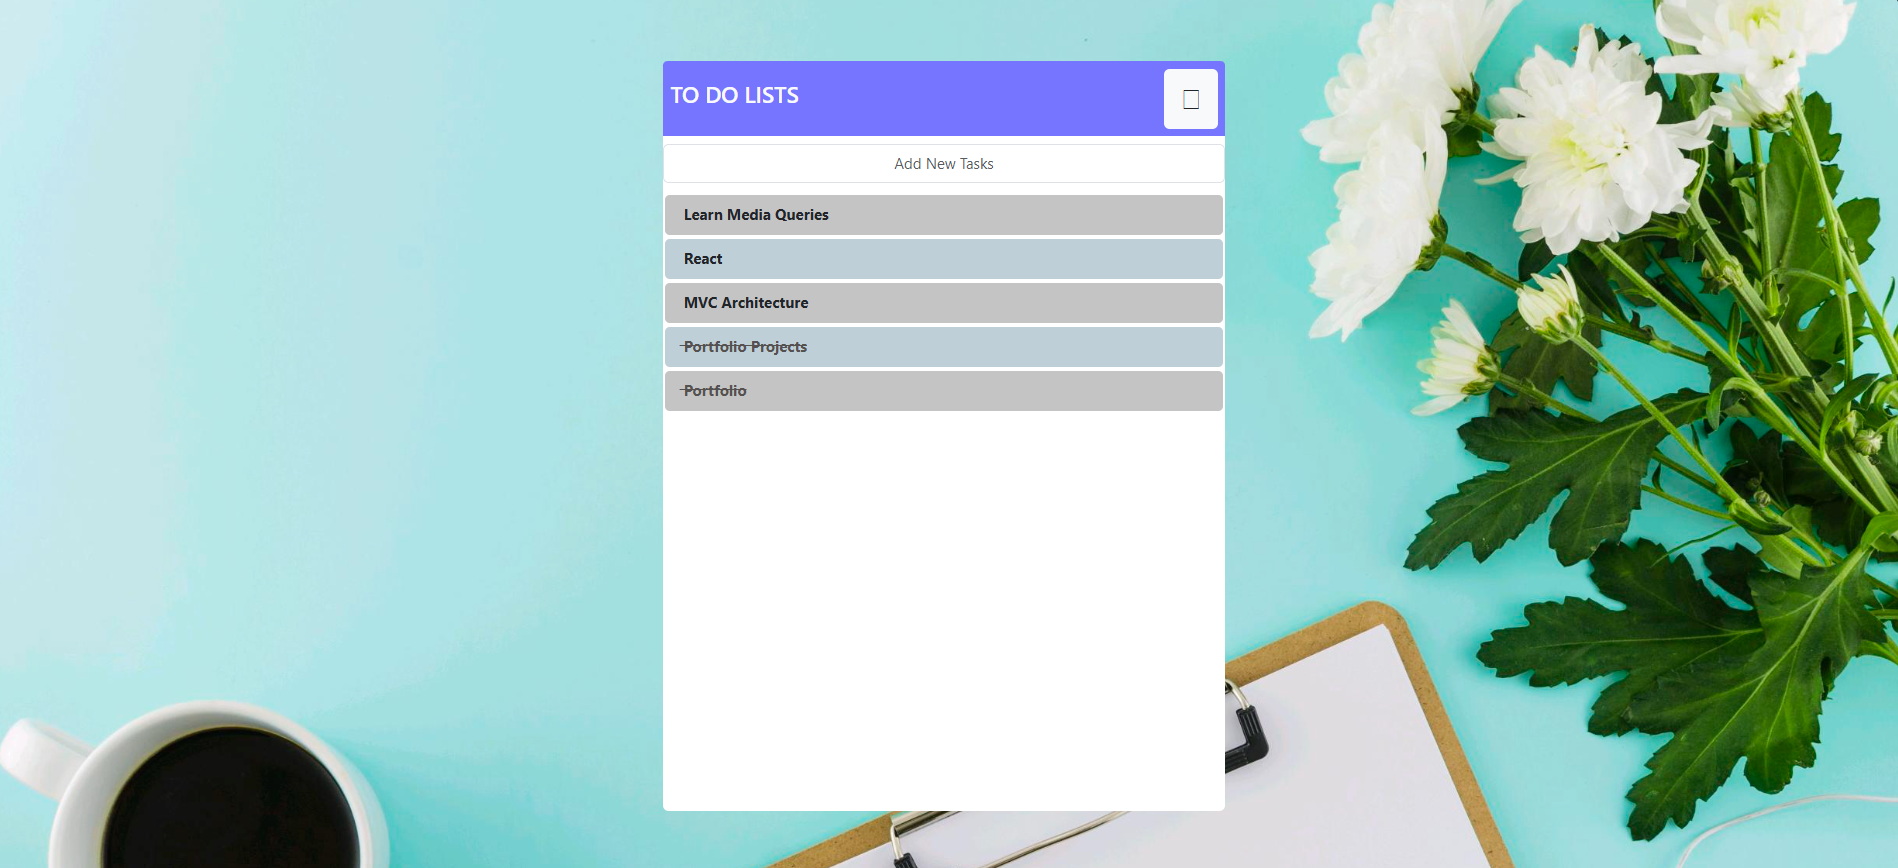 TO DO LISTS
Add New Tasks
Learn Media Queries
React
MVC Architecture
Portfolio Projects
Portfolio